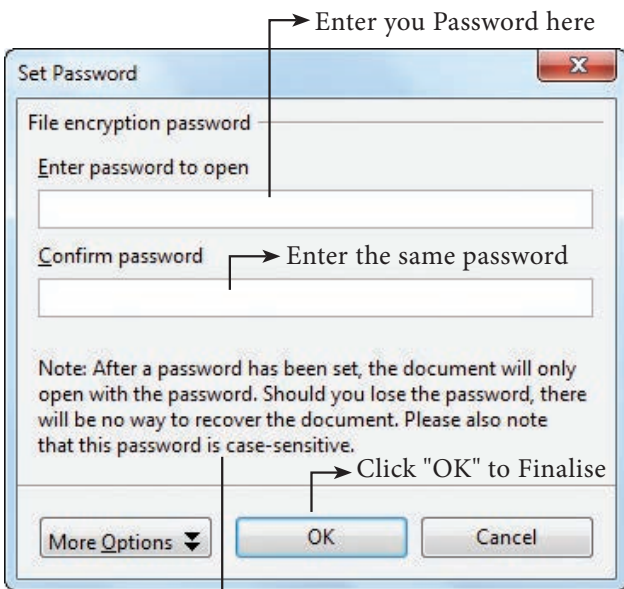 Enter you Password here
Set Password
File encryption password
Enter password to open
Confirm password
Enter the same password
Note: After a password has been set, the document will only
open with the password. Should you lose the password, there
will be no way to recover the document. Please also note
that this password is case-sensitive.
Click "OK" to Finalise
More Options
OK
Cancel